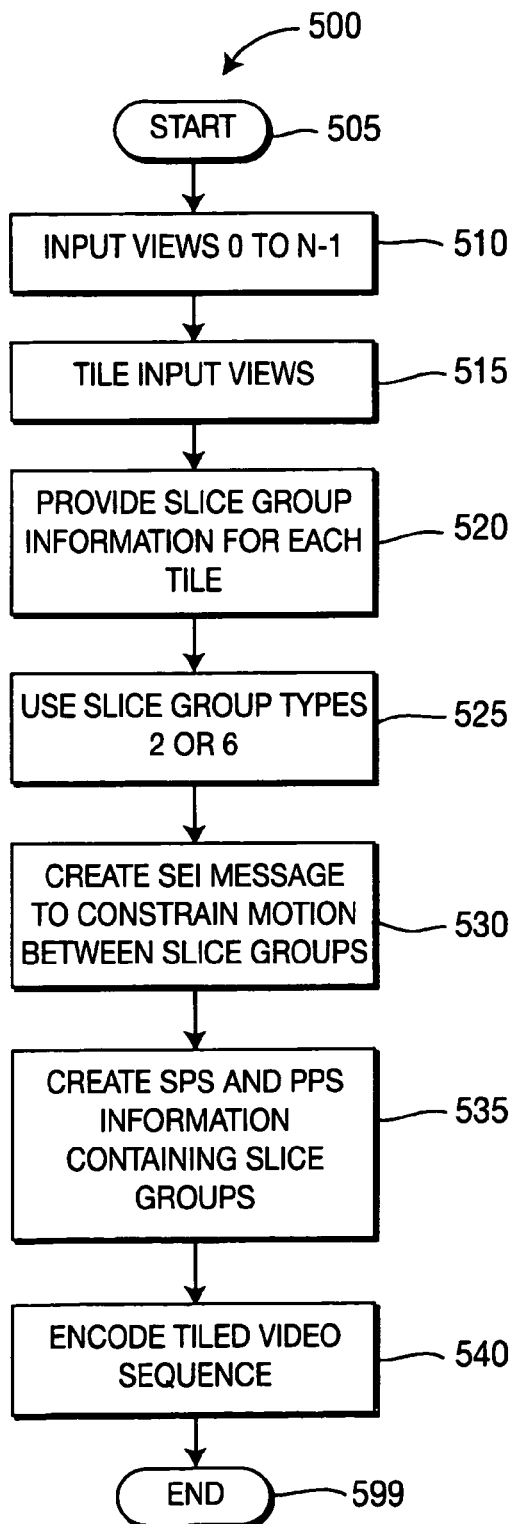 500
START
505
INPUT VIEWS 0 TO N-1
510
TILE INPUT VIEWS
515
PROVIDE SLICE GROUP
INFORMATION FOR EACH
TILE
520
USE SLICE GROUP TYPES
2 OR 6
525
CREATE SEI MESSAGE
TO CONSTRAIN MOTION
BETWEEN SLICE GROUPS
530
CREATE SPS AND PPS
INFORMATION
CONTAINING SLICE
GROUPS
535
ENCODE TILED VIDEO
SEQUENCE
540
END
599